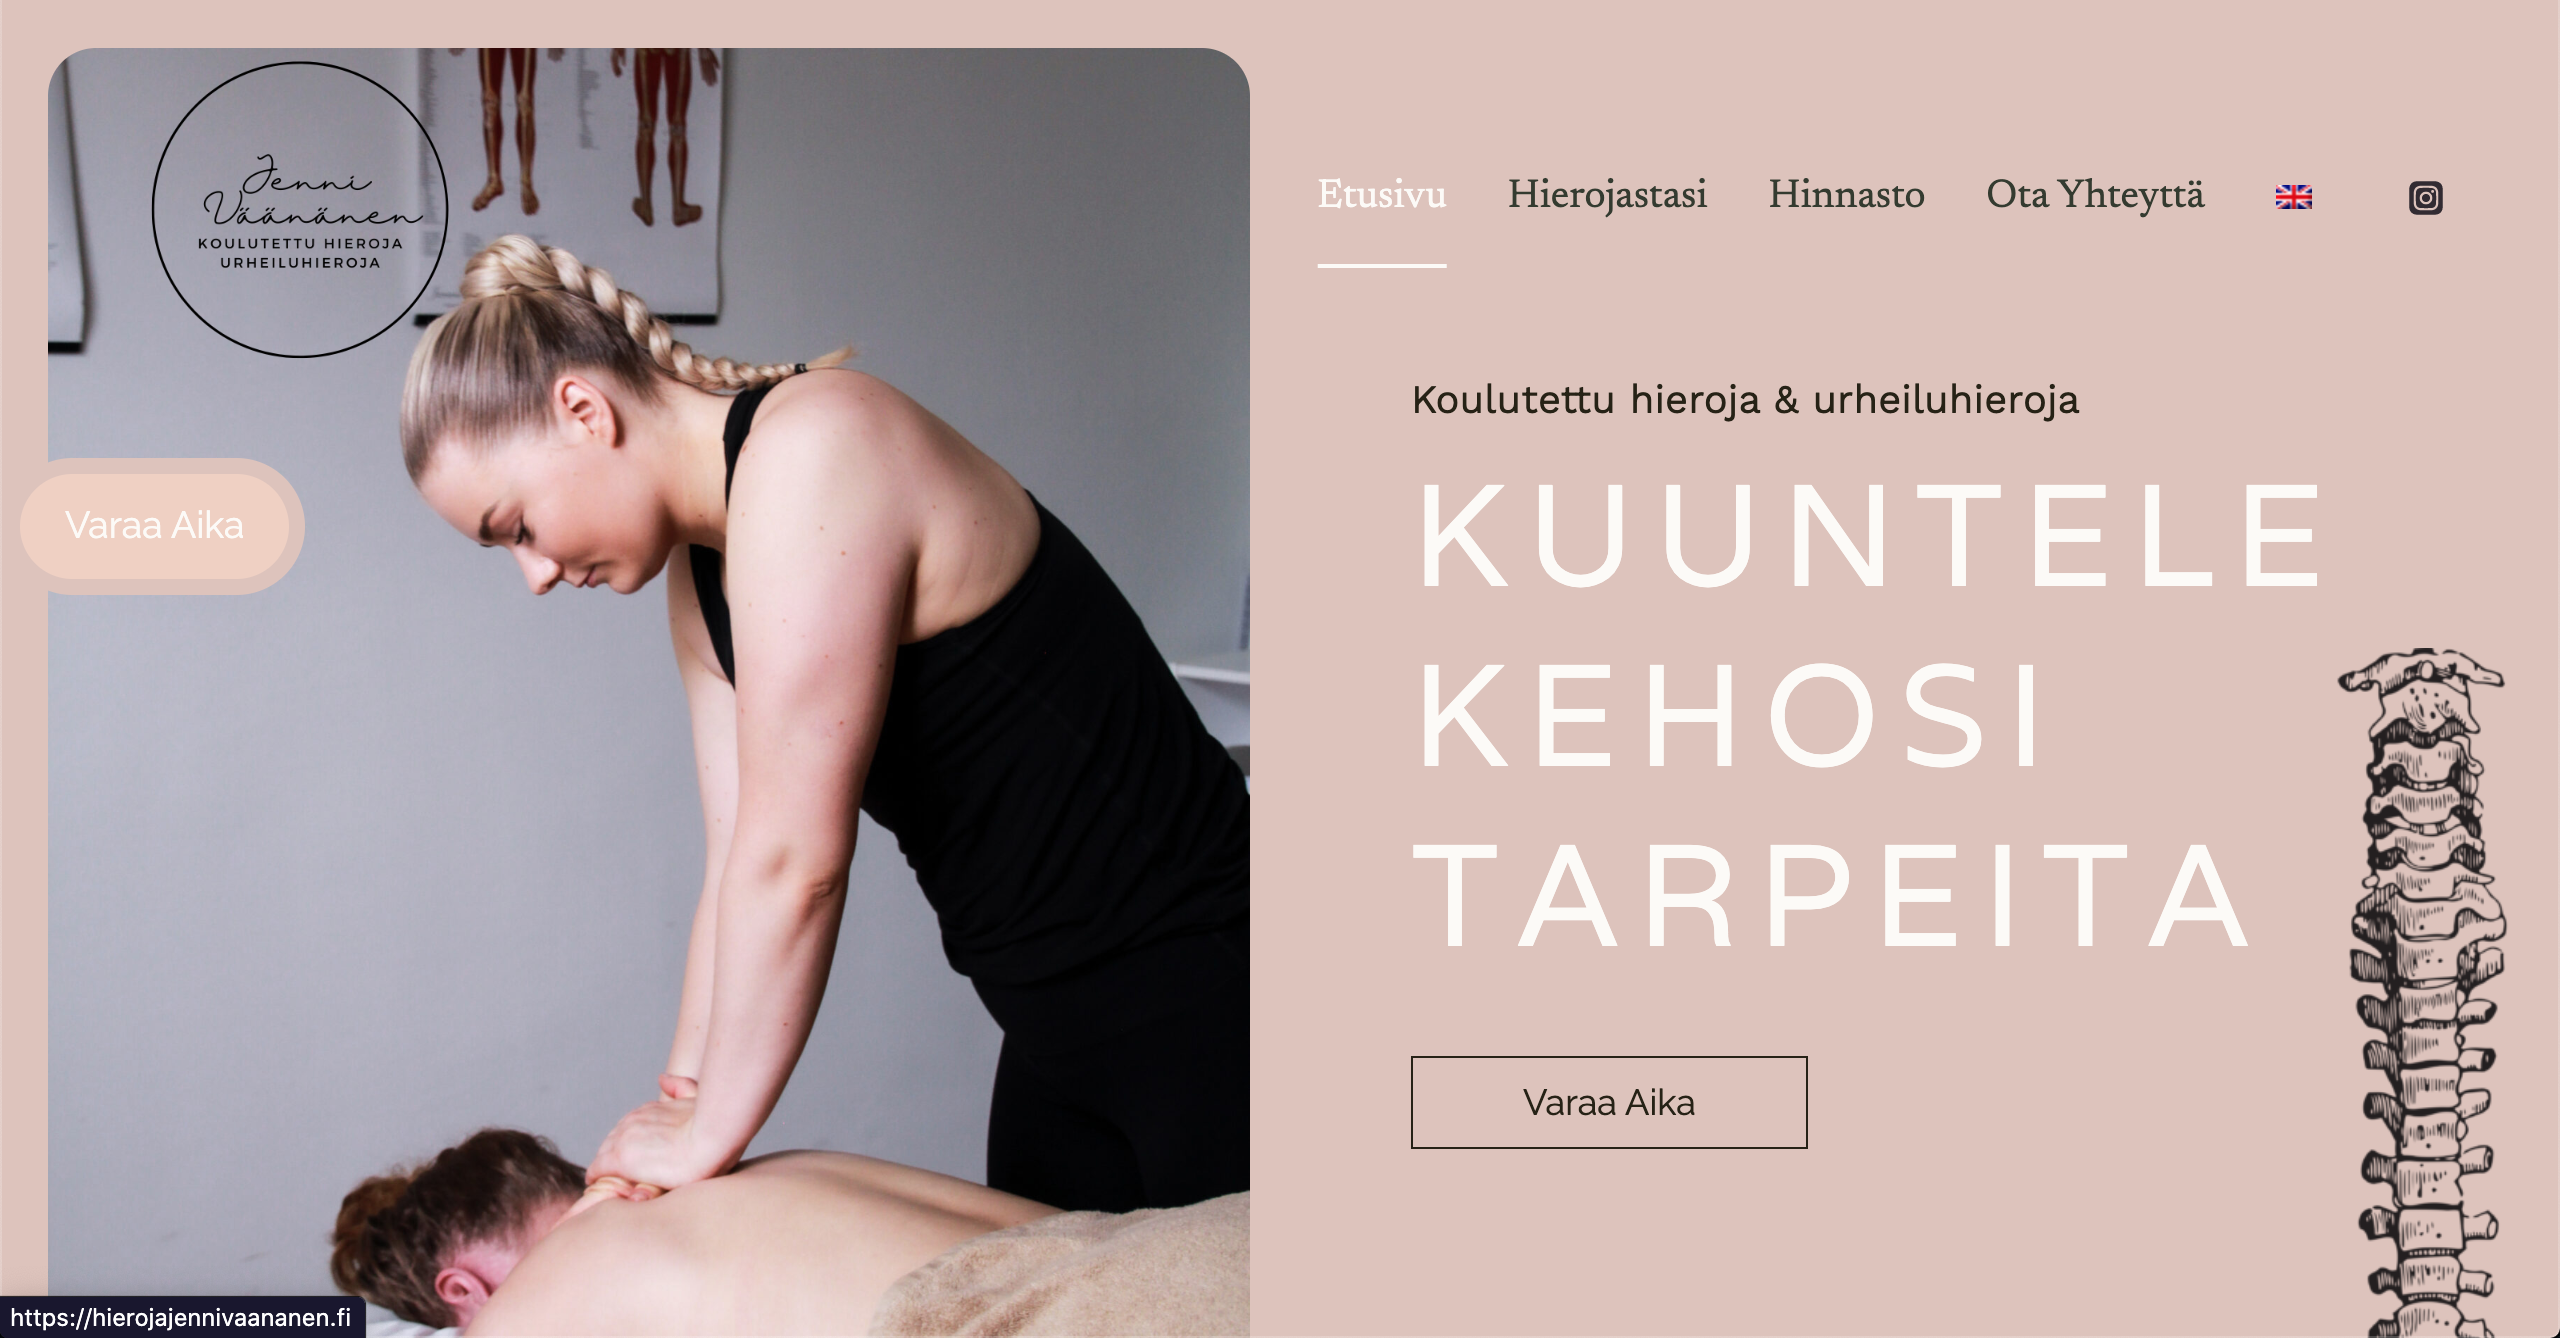 Jenni
Väänänen
KOULUTETTU HIEROJA
URHEILUHIEROJA
Etusivu
Hierojastasi
Hinnasto
Ota Yhteyttä
Koulutettu hieroja & urheiluhieroja
KUUNTELE
KEHOSI
TARPEITA
Varaa Aika
Varaa Aika
https://hierojajennivaananen.fi